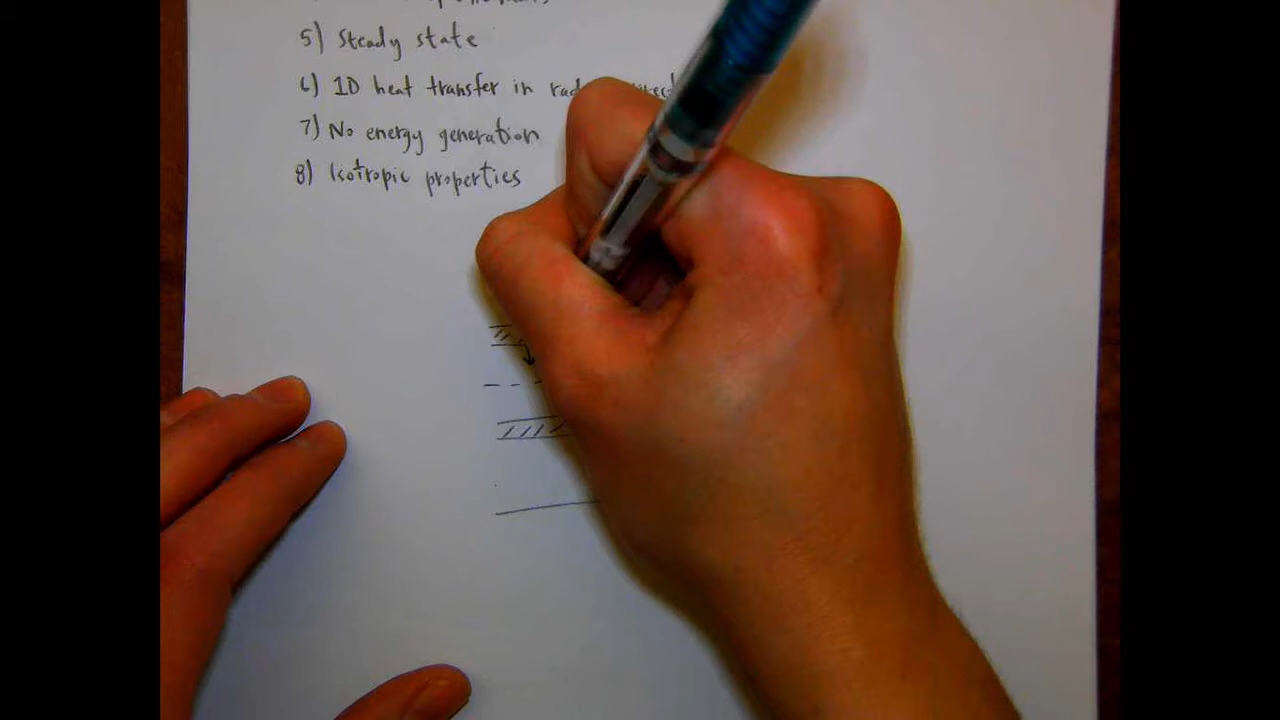 5) Steady state
6) 1D heat transfer in
7) No energy generation
8) Isotropic properties